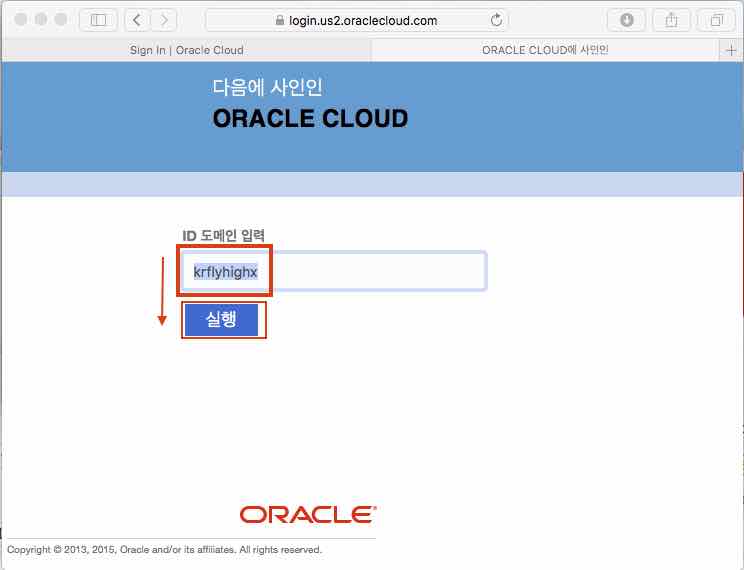 login.us2.oraclecloud.com
Sign In | Oracle Cloud
ORACLE CLOUD에 사인인
다음에 사인인
ORACLE CLOUD
ID 도메인 입력
krflyhighx
실행
ORACLE®
Copyright © 2013, 2015, Oracle and/or its affiliates. All rights reserved.